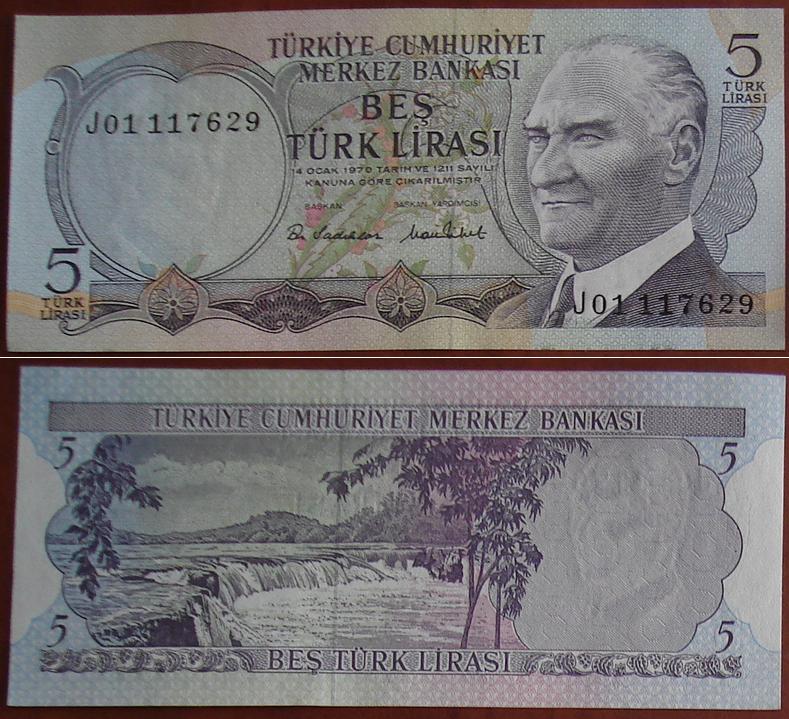 TÜRKİYE CUMHURİYET
MERKEZ BANKASI
5
TÜRK
LİRASI
J01 117629
BEŞ
TÜRK LİRASI
14 OCAK 1970 TARİH VE 1211 SAYILI
KANUNA GÖRE ÇIKARILMIŞTIR
BAŞKAN
BAŞKAN YARDIMCISI
5
TÜRK
LİRASI
J01 117629
TÜRKİYE CUMHURİYET MERKEZ BANKASI
5
5
5
5
BEŞ TÜRK LİRASI